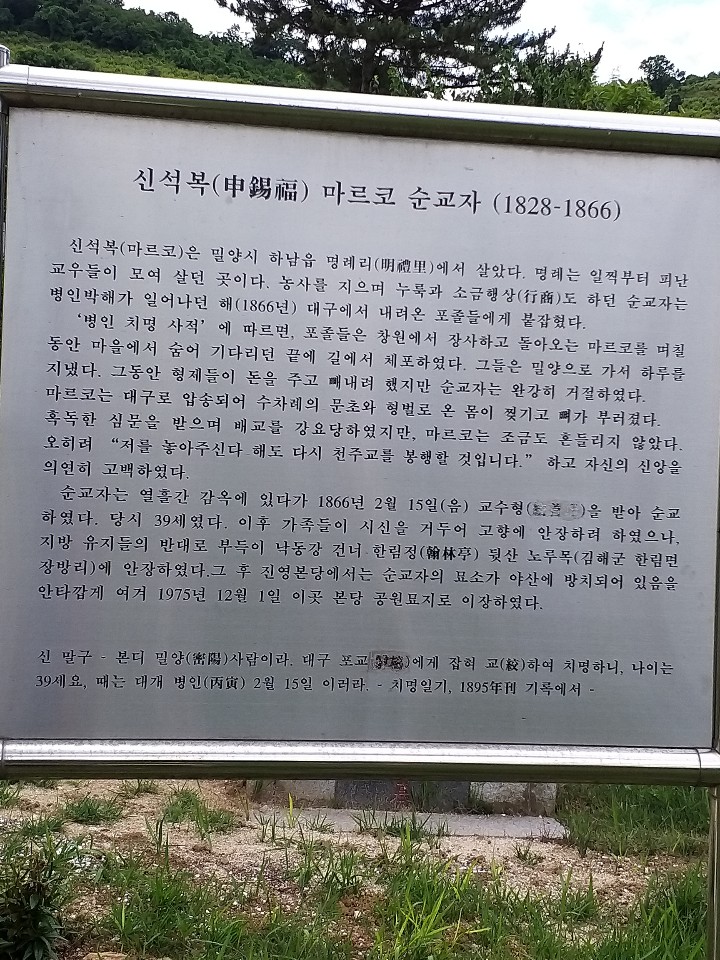 신석복(申錫福) 마르코 순교자 (1828-1866)
신석복(마르코)은 밀양시 하남읍 명례리(明禮里)에서 살았다. 명례는 일찍부터 피난
교우들이 모여 살던 곳이다. 농사를 지으며 누룩과 소금행상(行商)도 하던 순교자는
병인박해가 일어나던 해(1866년) 대구에서 내려온 포졸들에게 붙잡혔다.
'병인 치명 사적' 에 따르면, 포졸들은 창원에서 장사하고 돌아오는 마르코를 며칠
동안 마을에서 숨어 기다리던 끝에 길에서 체포하였다. 그들은 밀양으로 가서 하루를
지냈다. 그동안 형재들이 돈을 주고 빼내려 했지만 순교자는 완강히 거절하였다.
마르코는 대구로 압송되어 수차례의 문초와 형벌로 온 몸이 찢기고 뼈가 부러졌다.
혹독한 심문을 받으며 배교를 강요당하였지만, 마르코는 조금도 흔들리지 않았다.
오히려 "저를 놓아주신다 해도 다시 천주교를 봉행할 것입니다." 하고 자신의 신앙을
의연히 고백하였다.
순교자는 열흘간 감옥에 있다가 1866년 2월 15일(음) 교수형( )을 받아 순교
하였다. 당시 39세였다. 이후 가족들이 시신을 거두어 고향에 안장하려 하였으나,
지방 유지들의 반대로 부득이 낙동강 건너 한림정(翰林亭) 뒷산 노루목(김해군 한림면
장방리)에 안장하였다.그 후 진영본당에서는 순교자의 묘소가 야산에 방치되어 있음을
안타깝게 여겨 1975년 12월 1일 이곳 본당 공원묘지로 이장하였다.
신 말구 - 본디 밀양(密陽)사람이라. 대구 포교( )에게 잡혀 교(絞)하여 치명하니, 나이는
39세요, 때는 대개 병인(丙寅) 2월 15일 이러라. - 치명일기, 1895年刊 기록에서 -